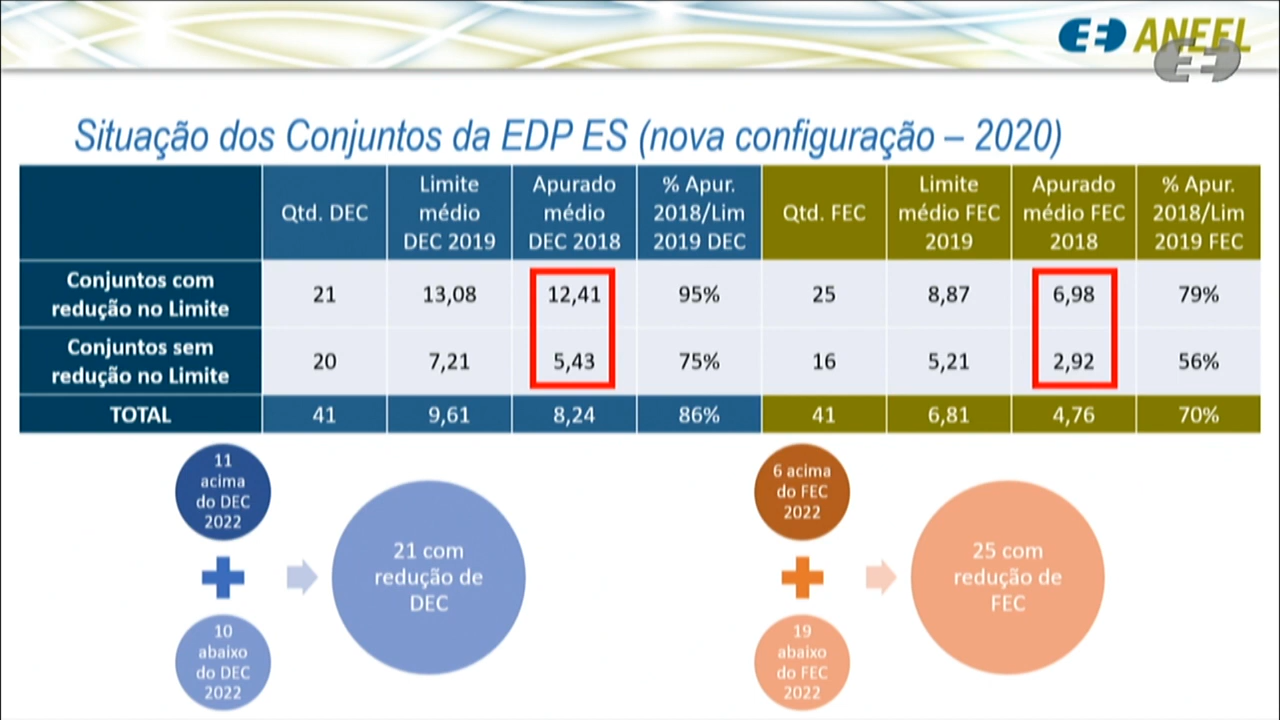 ANEEL
Situação dos Conjuntos da EDP ES (nova configuração – 2020)
Qtd. DEC
Limite
médio
DEC 2019
Apurado
médio
DEC 2018
% Apur.
2018/Lim
2019 DEC
Qtd. FEC
Limite
médio FEC
2019
Apurado
médio FEC
2018
% Apur.
2018/Lim
2019 FEC
Conjuntos com
redução no Limite
21
13,08
12,41
95%
25
8,87
6,98
79%
Conjuntos sem
redução no Limite
20
7,21
5,43
75%
16
5,21
2,92
56%
TOTAL
41
9,61
8,24
86%
41
6,81
4,76
70%
11
acima
do DEC
2022
10
abaixo
do DEC
2022
21 com
redução de
DEC
6 acima
do FEC
2022
19
abaixo
do FEC
2022
25 com
redução de
FEC